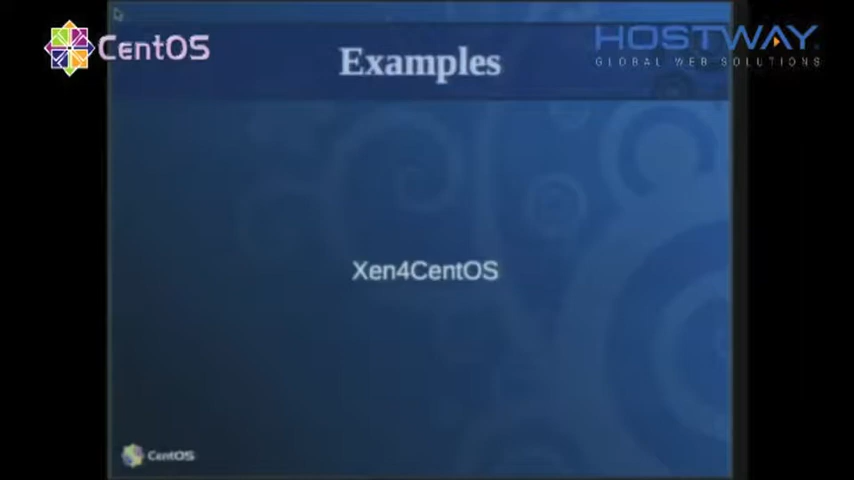 CentOS
HOSTWAY
GLOBAL WEB SOLUTIONS
Examples
Xen4CentOS
CentOS